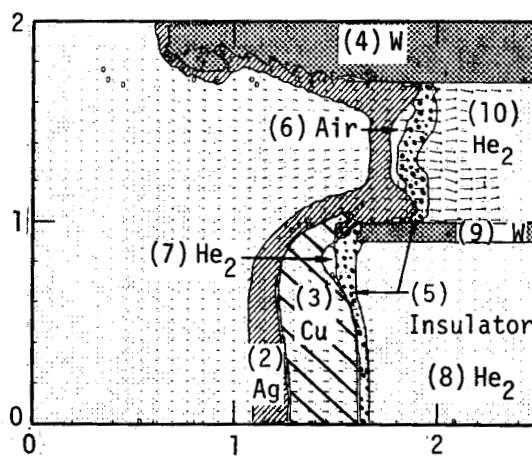 2
(4) W
(10)
(6) Air
He2
1
(9) W
(7) He2
(3)
(5)
Cu
Insulator
(2)
Ag
(8) He2
0
0
1
2